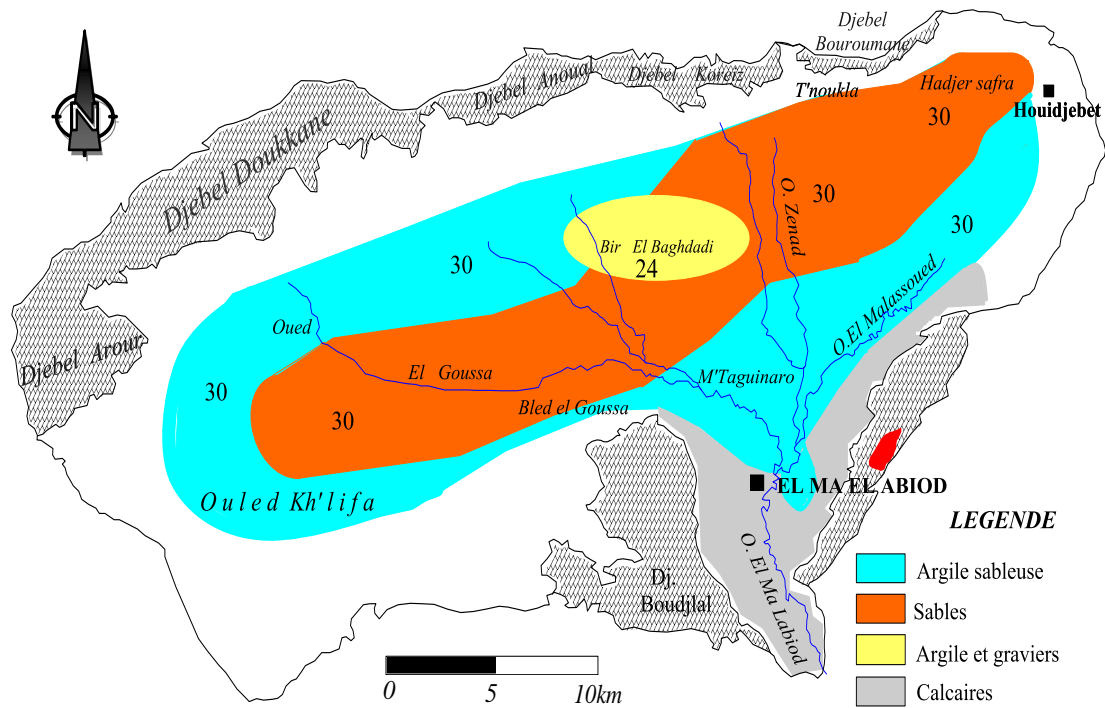 Djebel
Bouroumane
Djebel Anoual
Djebel Koreiz
T'noukla
Hadjer safra
Houidjebet
N
Djebel Doukkane
30
30
O. Zenad
30
Bir El Baghdadi
24
30
O.El Malassoued
Oued
Djebel Arour
El Goussa
M'Taguinaro
30
30
Bled el Goussa
Ouled Kh'lifa
EL MA EL ABIOD
LEGENDE
O. El Ma Labiod
Dj.
Boudjlal
Argile sableuse
Sables
Argile et graviers
Calcaires
0 5 10km